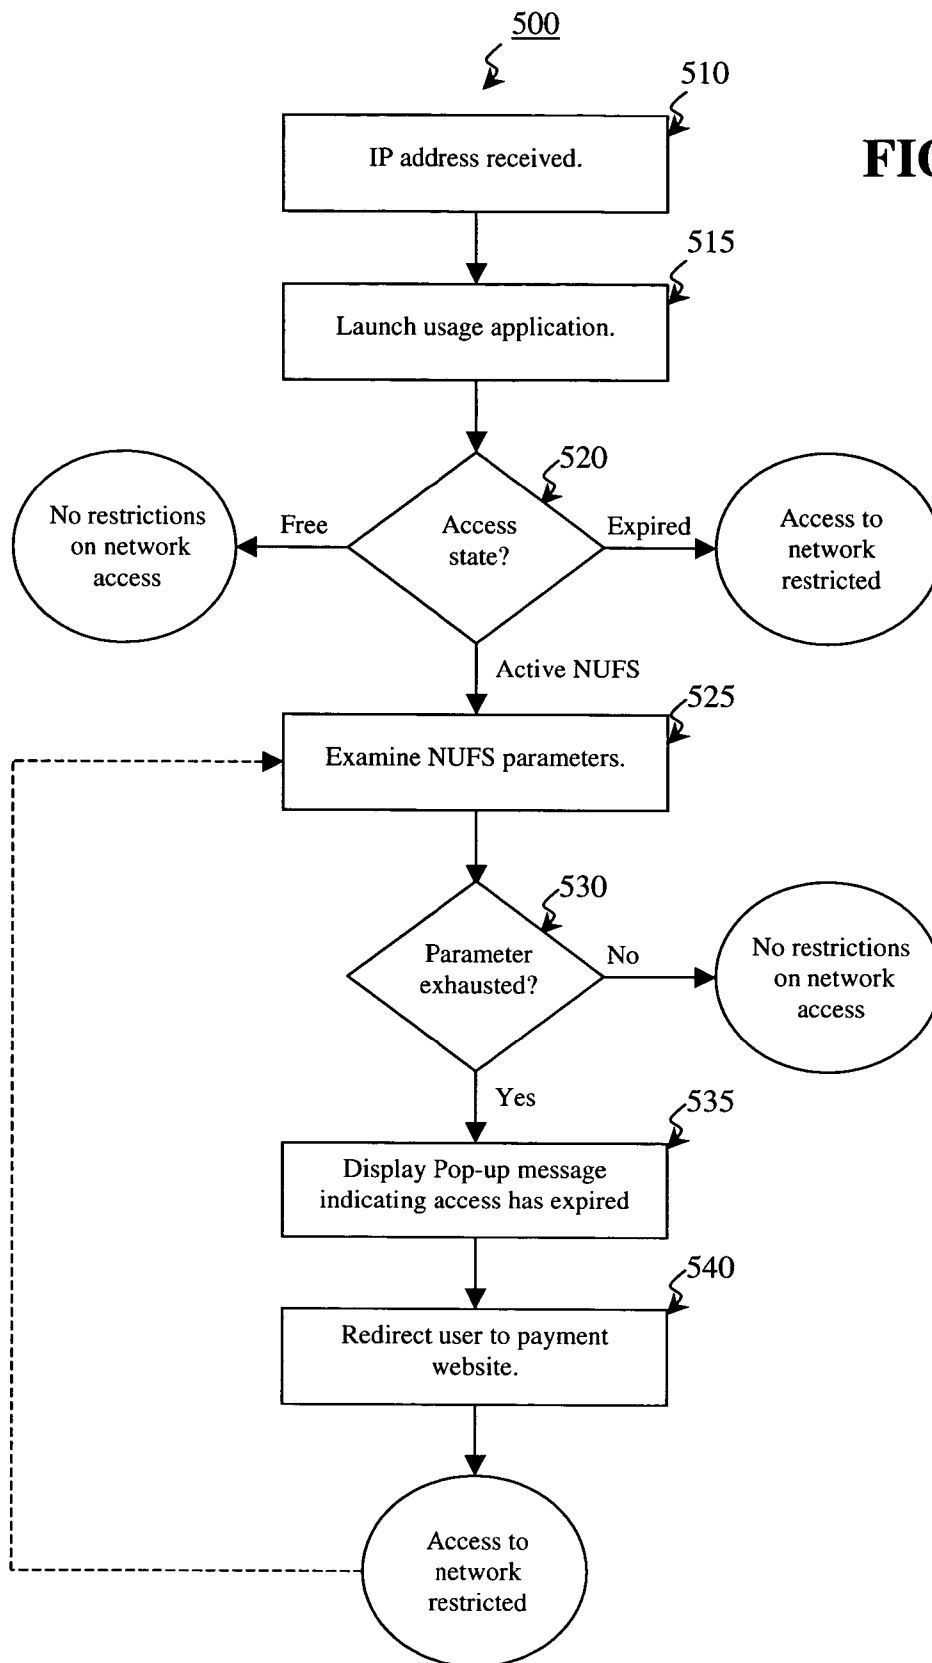 500
510
IP address received.
FIG
515
Launch usage application.
520
No restrictions
on network
access
Free
Access
state?
Expired
Access to
network
restricted
Active NUFS
525
Examine NUFS parameters.
530
Parameter
exhausted?
No
No restrictions
on network
access
Yes
535
Display Pop-up message
indicating access has expired
540
Redirect user to payment
website.
Access to
network
restricted